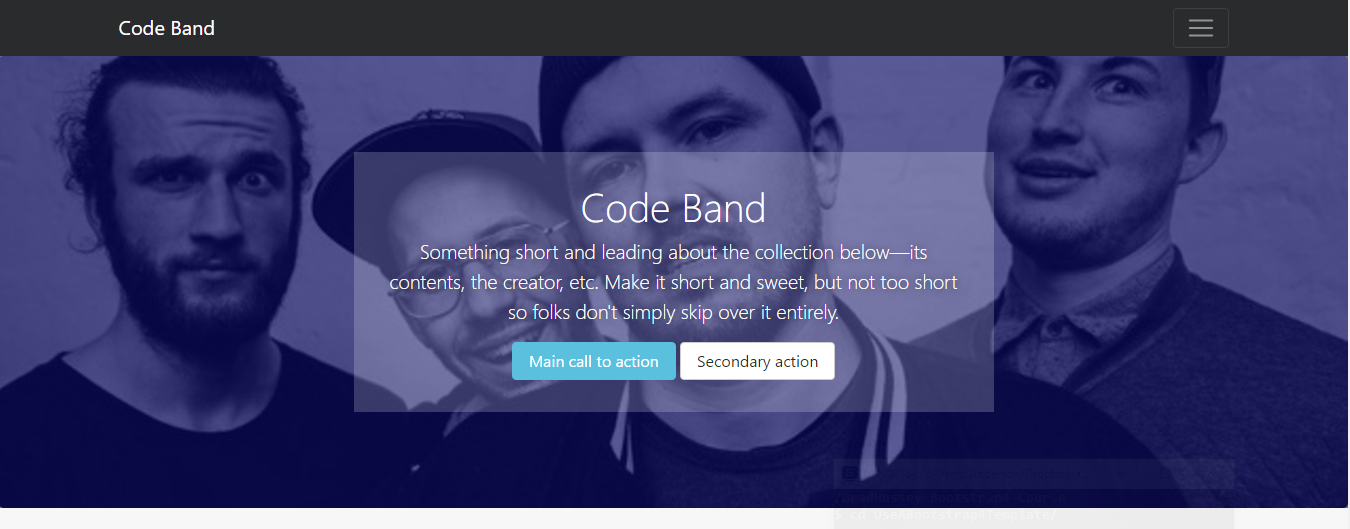 Code Band
Code Band
Something short and leading about the collection below—its
contents, the creator, etc. Make it short and sweet, but not too short
so folks don't simply skip over it entirely.
Main call to action
Secondary action